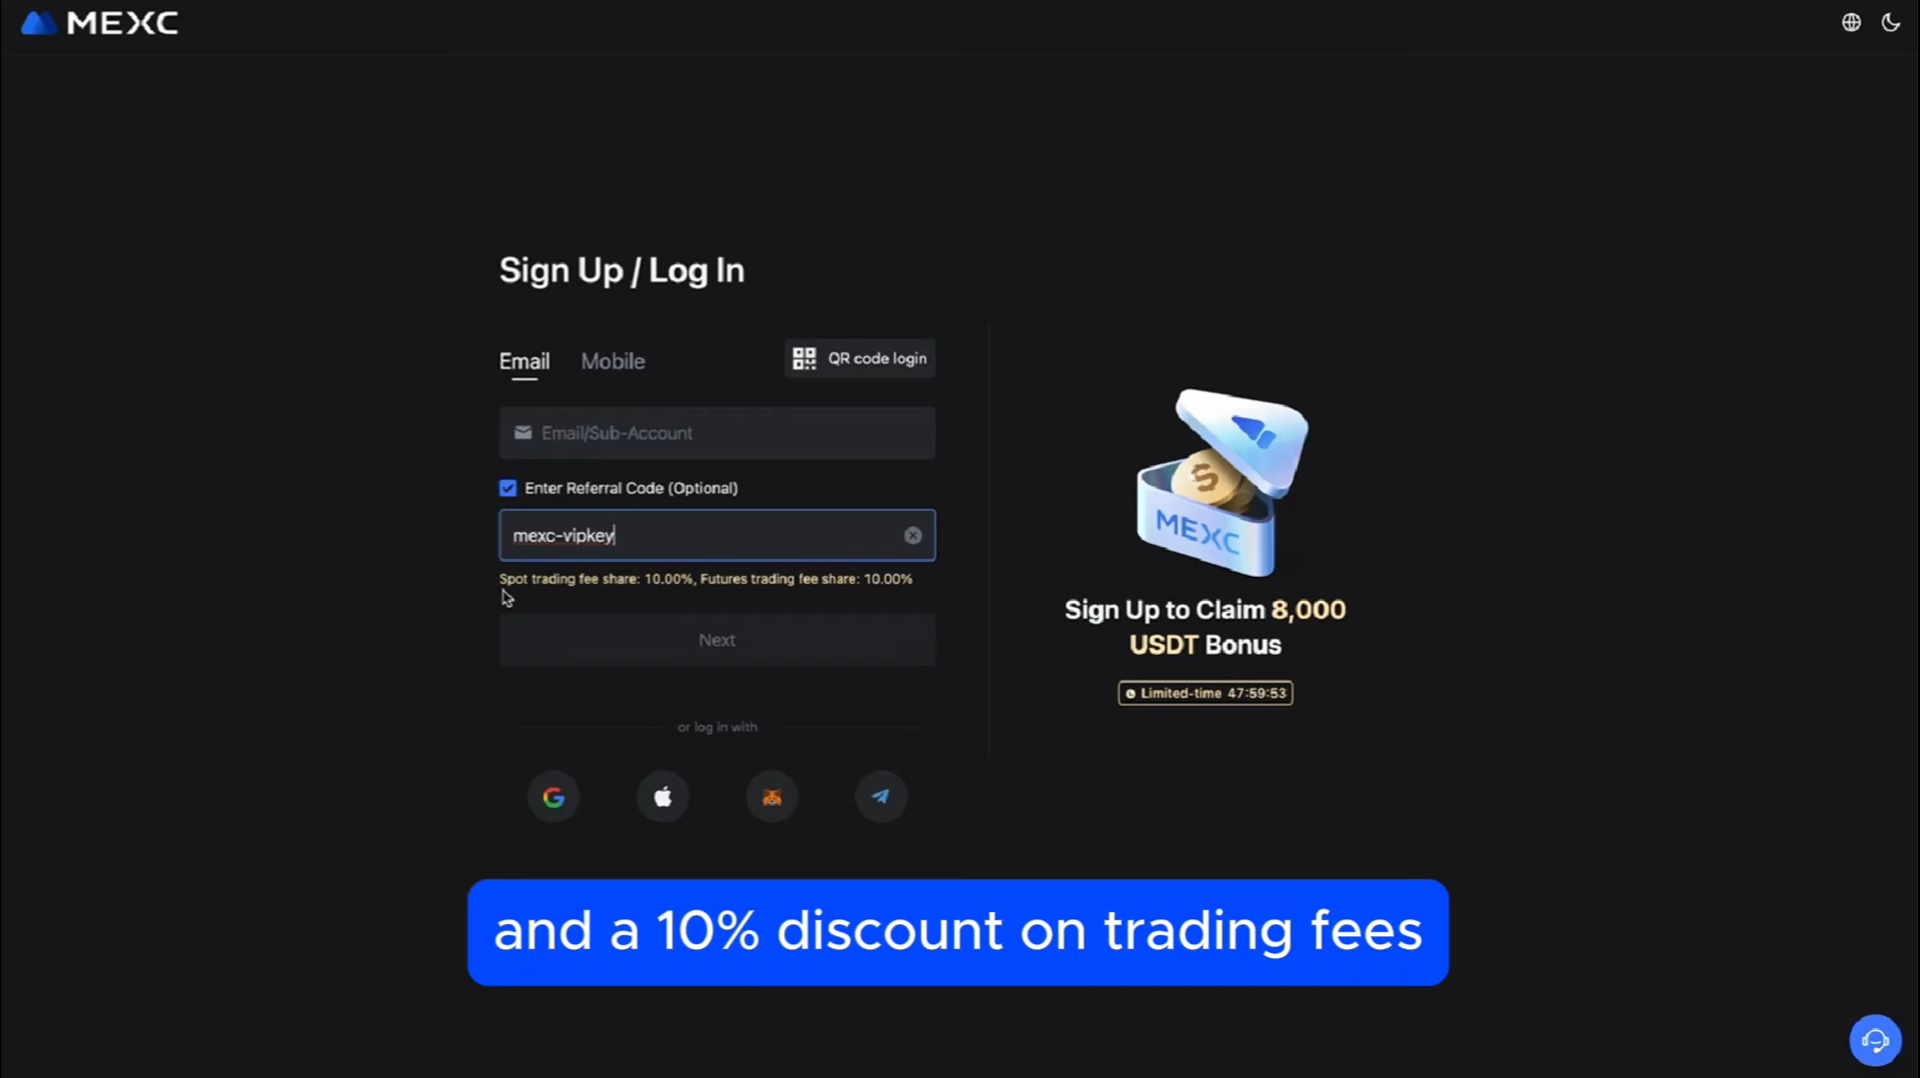 MEXC
Sign Up / Log In
Email
Mobile
QR code login
Email/Sub-Account
Enter Referral Code (Optional)
mexc-vipkey
Spot trading fee share: 10.00%, Futures trading fee share: 10.00%
Next
or log in with
MEXC
Sign Up to Claim 8,000
USDT Bonus
Limited-time 47:59:53
and a 10% discount on trading fees